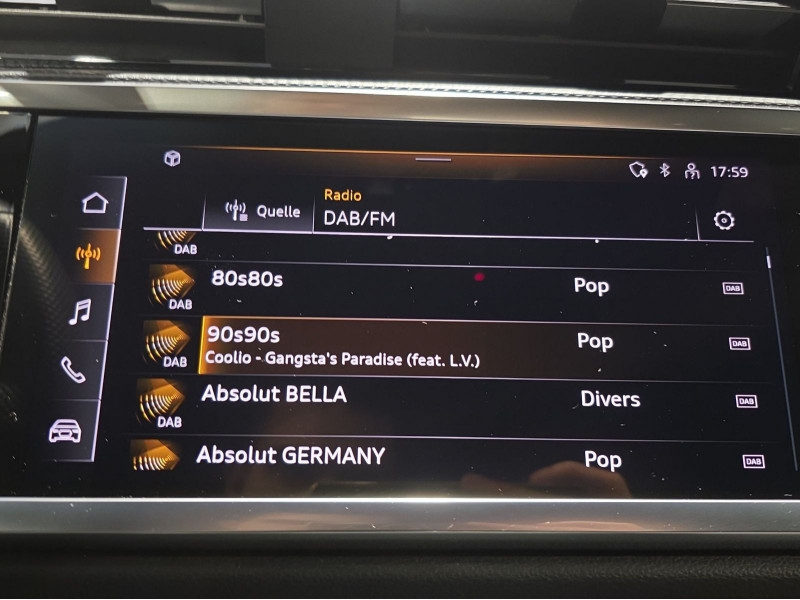 17:59
Radio
Quelle DAB/FM
DAB
80s80s Pop DAB
DAB
90s90s Pop DAB
Coolio - Gangsta's Paradise (feat. L.V.)
DAB
Absolut BELLA Divers DAB
DAB
Absolut GERMANY Pop DAB